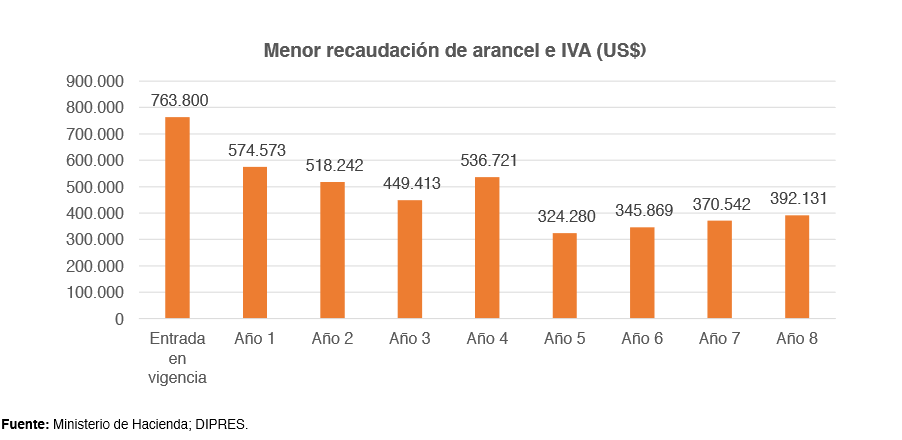 Menor recaudación de arancel e IVA (US$)
900.000
800.000
700.000
600.000
500.000
400.000
300.000
200.000
100.000
0
763.800
574.573
518.242
449.413
536.721
324.280
345.869
370.542
392.131
Entrada
en
vigencia
Año 1
Año 2
Año 3
Año 4
Año 5
Año 6
Año 7
Año 8
Fuente: Ministerio de Hacienda; DIPRES.